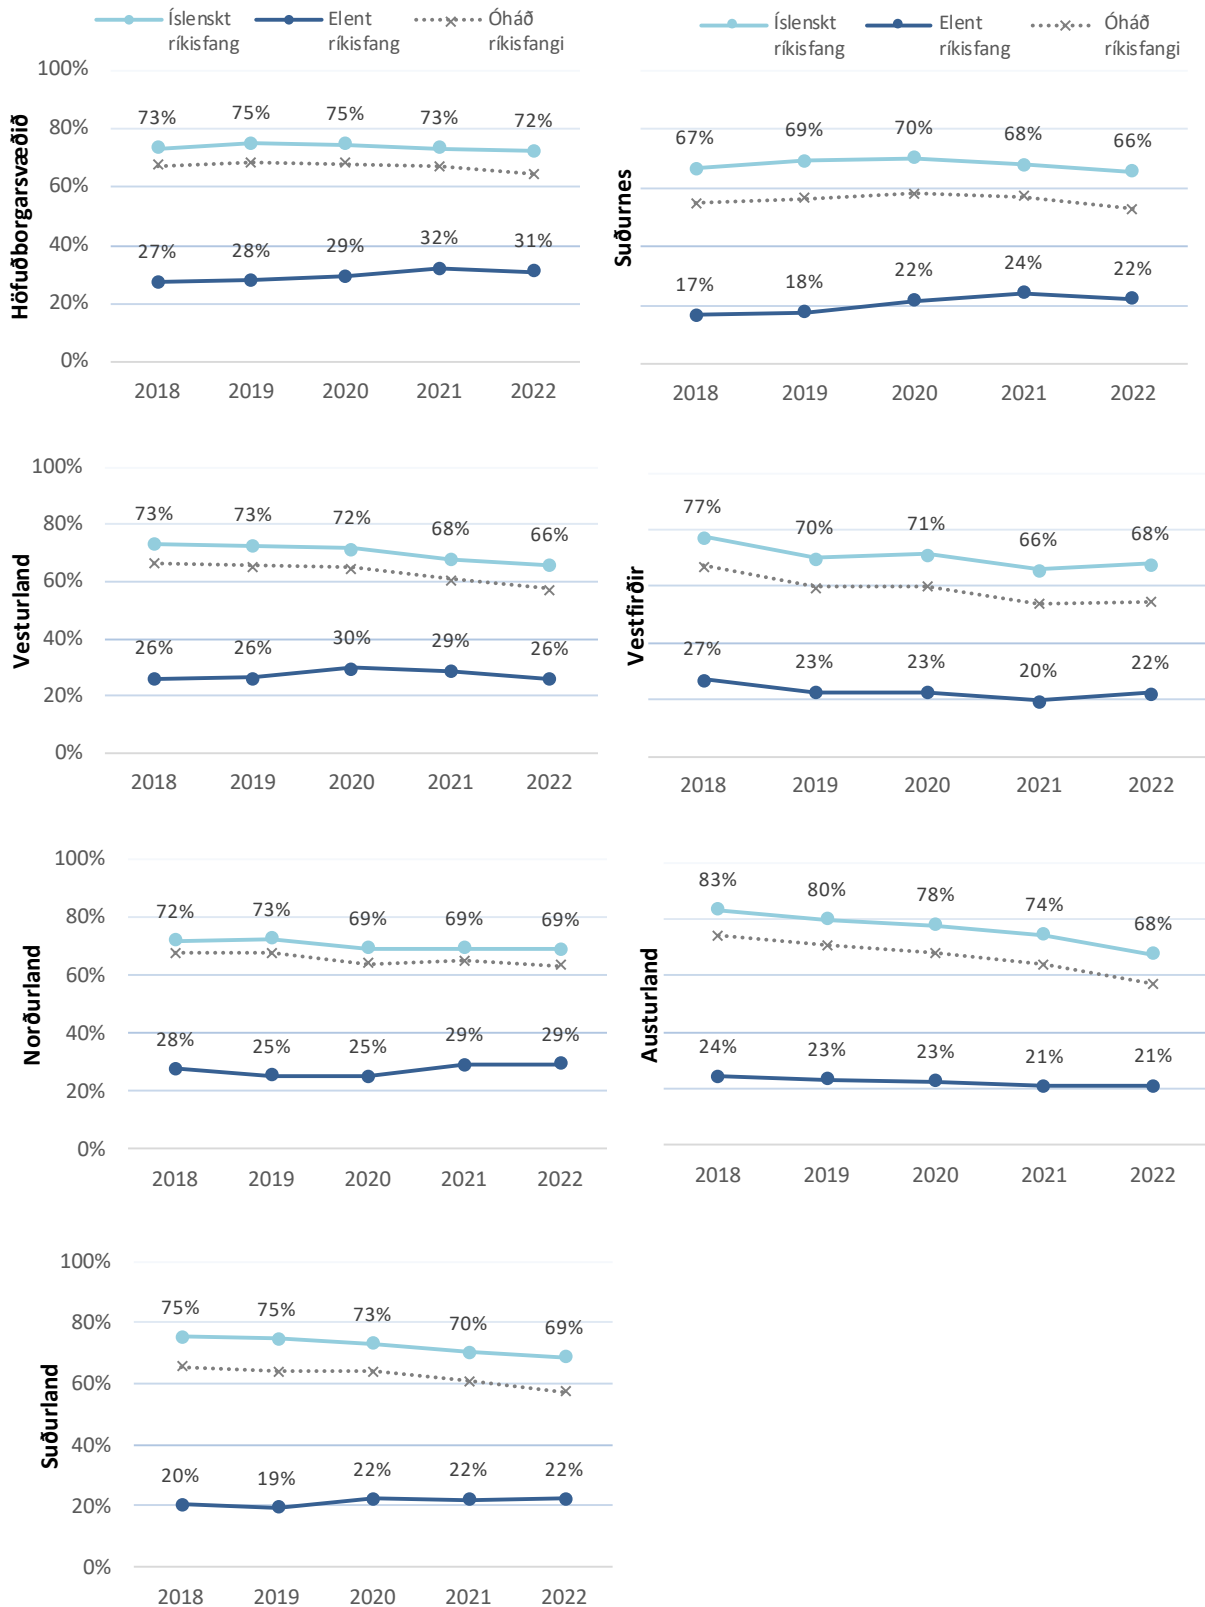 Íslenskt ríkisfang
Elent ríkisfang
Óháð ríkisfangi
Höfuðborgarsvæðið
100%
80%
60%
40%
20%
0%
73% 75% 75% 73% 72%
27% 28% 29% 32% 31%
2018 2019 2020 2021 2022
Íslenskt ríkisfang
Elent ríkisfang
Óháð ríkisfangi
Suðurnes
67% 69% 70% 68% 66%
17% 18% 22% 24% 22%
2018 2019 2020 2021 2022
Vesturland
100%
80%
60%
40%
20%
0%
73% 73% 72% 68% 66%
26% 26% 30% 29% 26%
2018 2019 2020 2021 2022
Vestfirðir
77% 70% 71% 66% 68%
27% 23% 23% 20% 22%
2018 2019 2020 2021 2022
Norðurland
100%
80%
60%
40%
20%
0%
72% 73% 69% 69% 69%
28% 25% 25% 29% 29%
2018 2019 2020 2021 2022
Austurland
83% 80% 78% 74% 68%
24% 23% 23% 21% 21%
2018 2019 2020 2021 2022
Suðurland
100%
80%
60%
40%
20%
0%
75% 75% 73% 70% 69%
20% 19% 22% 22% 22%
2018 2019 2020 2021 2022